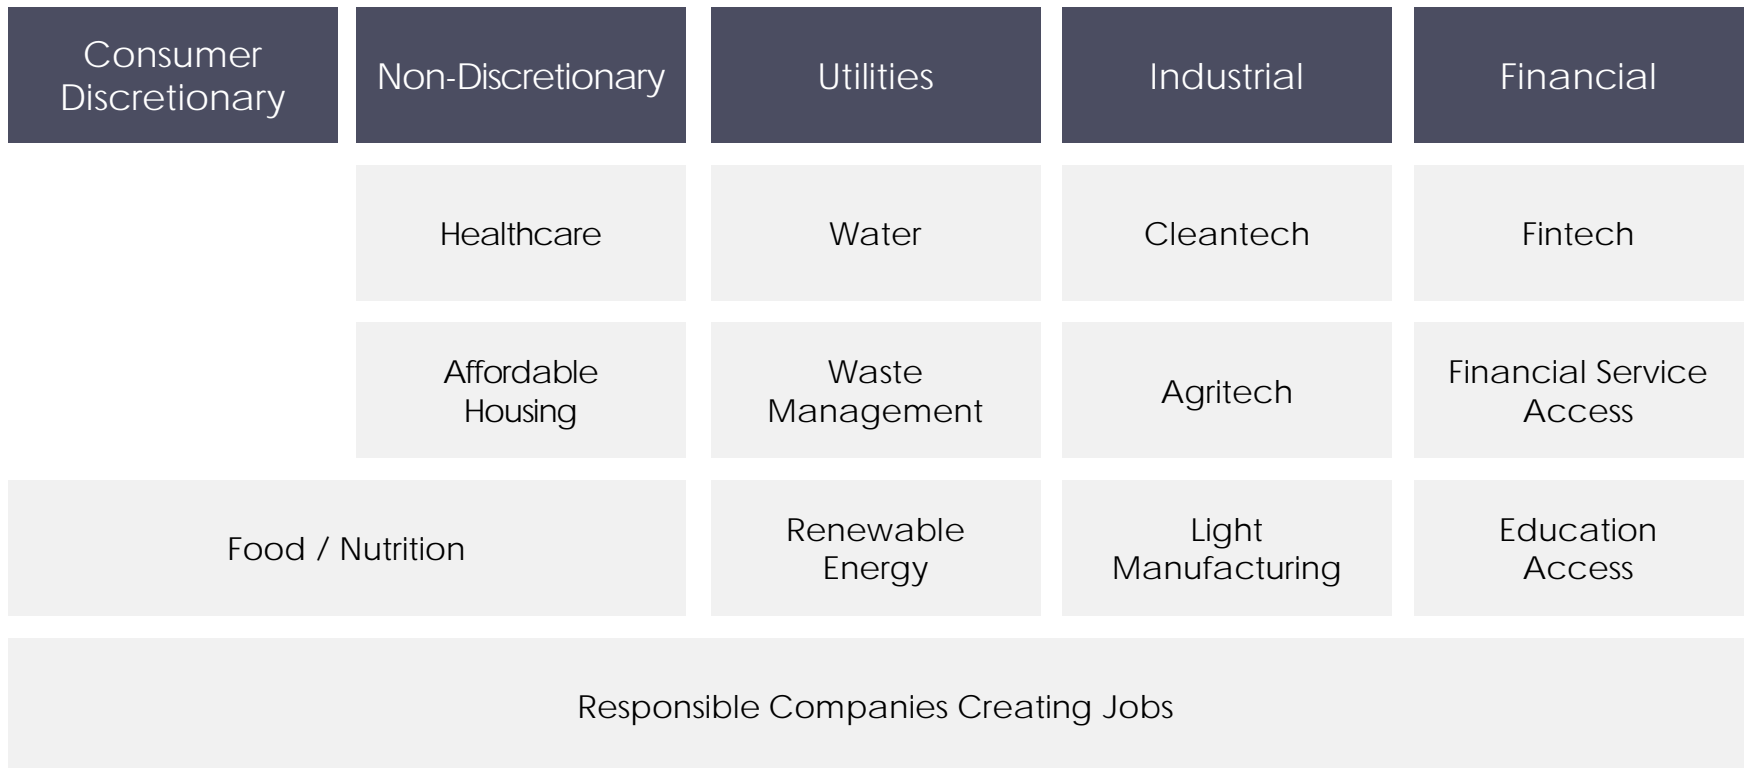 Consumer
Discretionary
Non-Discretionary
Utilities
Industrial
Financial
Healthcare
Water
Cleantech
Fintech
Affordable
Housing
Waste
Management
Agritech
Financial Service
Access
Food / Nutrition
Renewable
Energy
Light
Manufacturing
Education
Access
Responsible Companies Creating Jobs